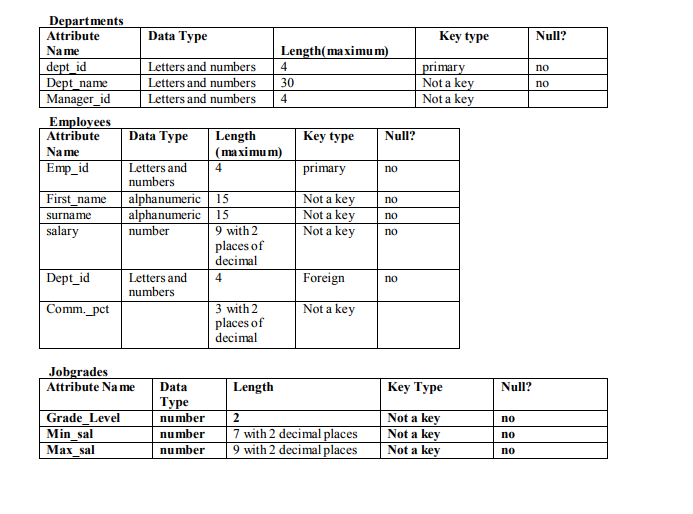 Departments
Attribute Name Data Type Length(maximum) Key type Null?
dept_id Letters and numbers 4 primary no
Dept_name Letters and numbers 30 Not a key no
Manager_id Letters and numbers 4 Not a key
Employees
Attribute Name Data Type Length (maximum) Key type Null?
Emp_id Letters and numbers 4 primary no
First_name alphanumeric 15 Not a key no
surname alphanumeric 15 Not a key no
salary number 9 with 2 places of decimal Not a key no
Dept_id Letters and numbers 4 Foreign no
Comm._pct 3 with 2 places of decimal Not a key
Jobgrades
Attribute Name Data Type Length Key Type Null?
Grade_Level number 2 Not a key no
Min_sal number 7 with 2 decimal places Not a key no
Max_sal number 9 with 2 decimal places Not a key no